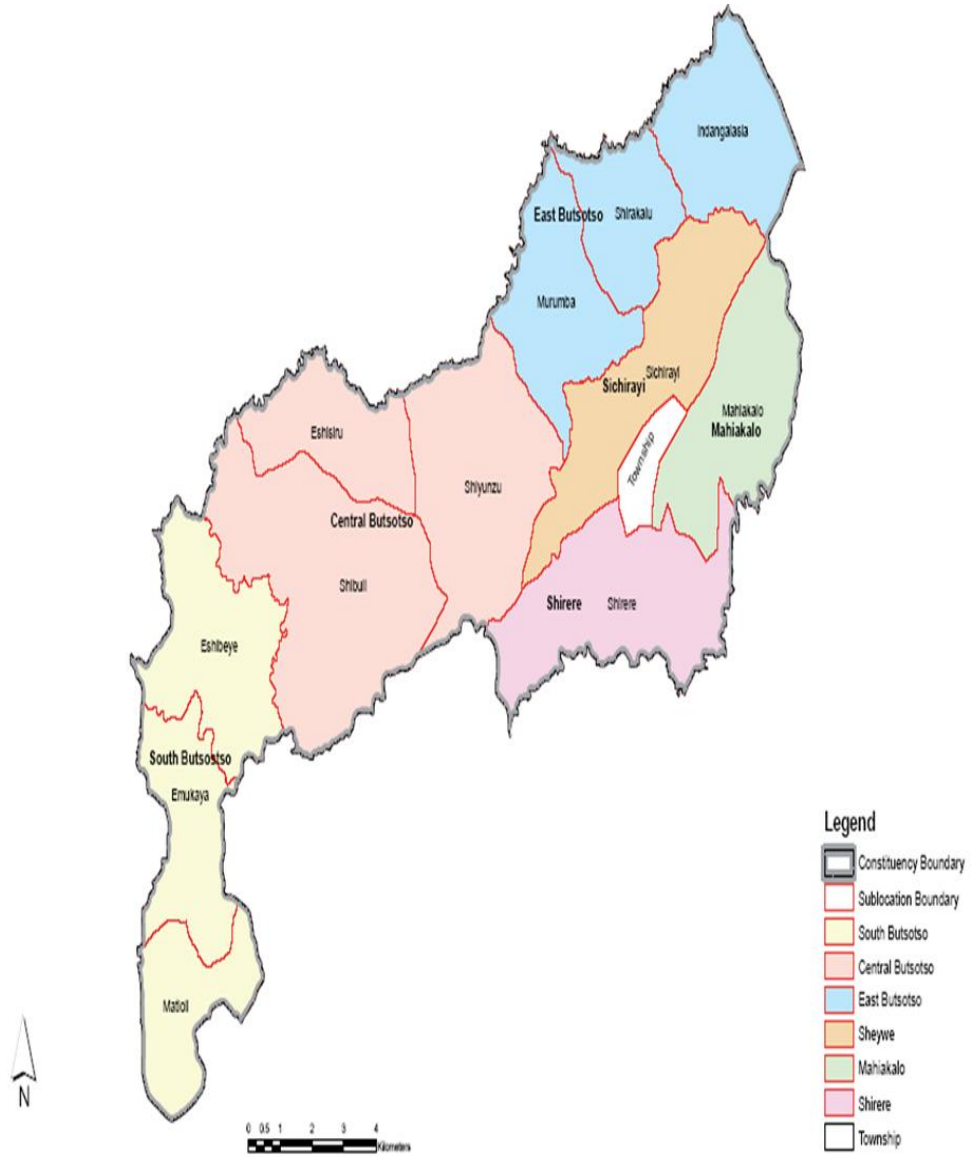 Indangalasia
East Butsotso
Shirakalu
Murumba
Sichirayi
Sichirayi
Mahiakalo
Mahiakalo
Township
Eshisiru
Shiyunzu
Central Butsotso
Shibuli
Shirere
Shirere
Eshibeye
South Butsostso
Emukaya
Matioli
Legend
Constituency Boundary
Sublocation Boundary
South Butsotso
Central Butsotso
East Butsotso
Sheywe
Mahiakalo
Shirere
Township
N
0 0.5 1 2 3 4
Kilometers